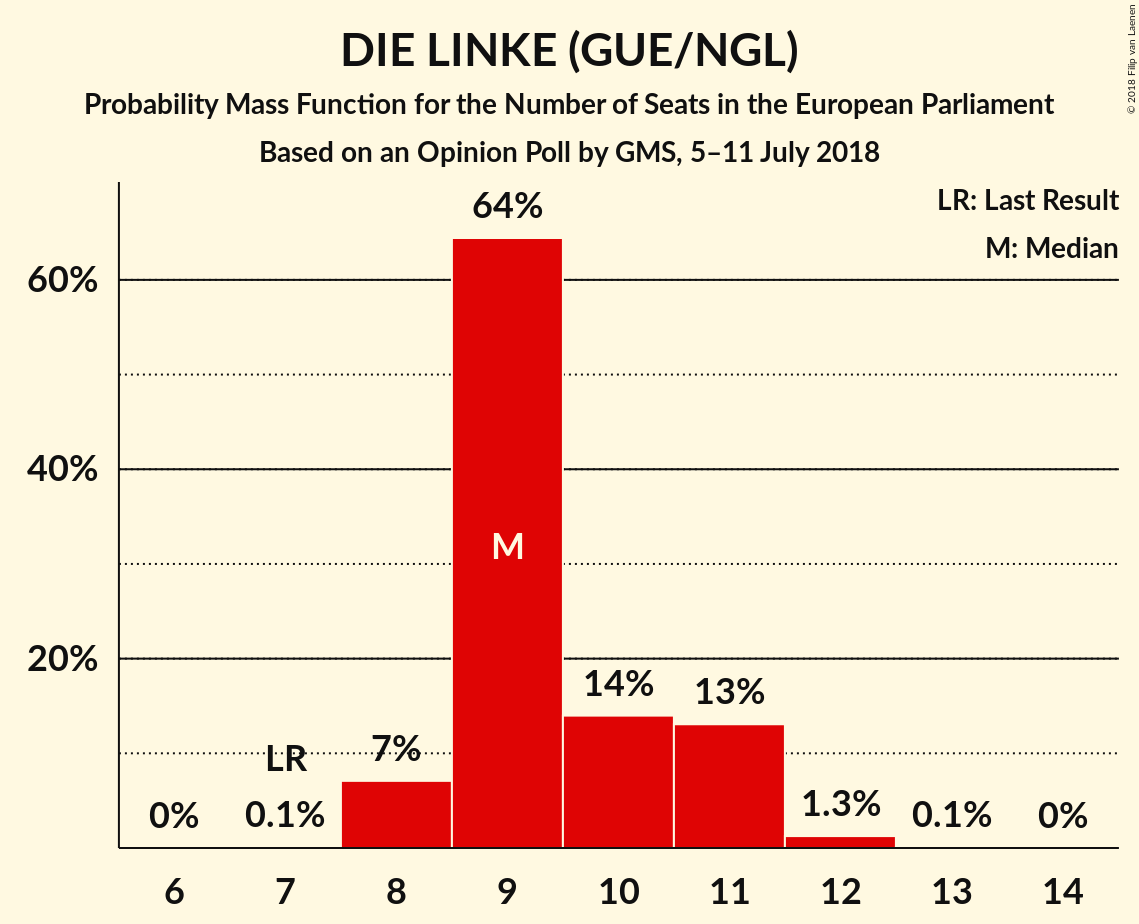 DIE LINKE (GUE/NGL)
Probability Mass Function for the Number of Seats in the European Parliament
Based on an Opinion Poll by GMS, 5–11 July 2018
© 2018 Filip van Laenen
LR: Last Result
M: Median
60%
40%
20%
0%
LR
0.1%
7%
64%
M
14%
13%
1.3%
0.1%
0%
6 7 8 9 10 11 12 13 14